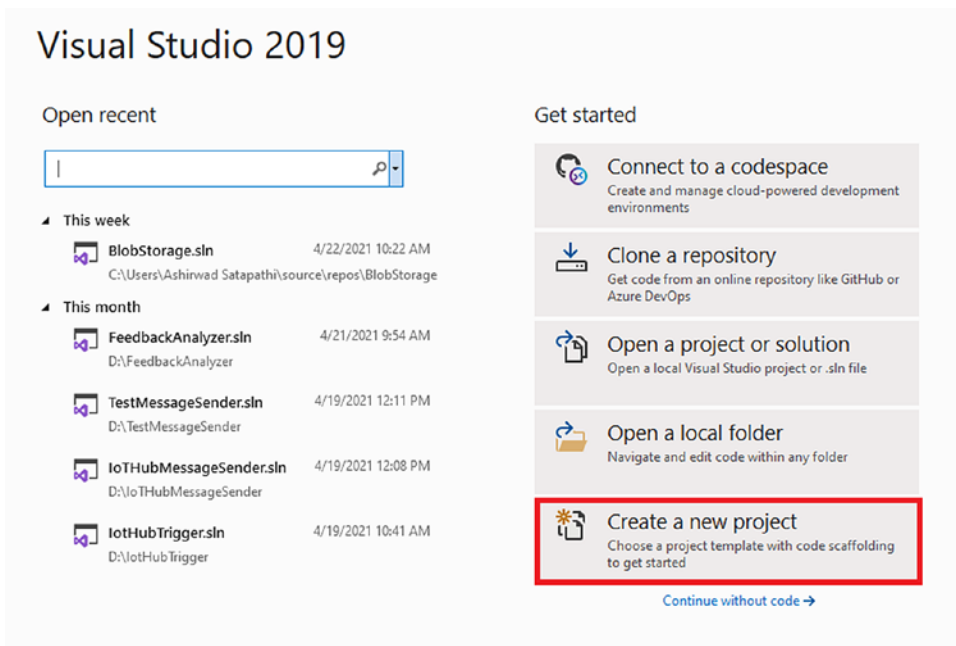 Visual Studio 2019
Open recent
This week
BlobStorage.sln 4/22/2021 10:22 AM
C:\Users\Ashirwad Satapathi\source\repos\BlobStorage
This month
FeedbackAnalyzer.sln 4/21/2021 9:54 AM
D:\FeedbackAnalyzer
TestMessageSender.sln 4/19/2021 12:11 PM
D:\TestMessageSender
IoTHubMessageSender.sln 4/19/2021 12:08 PM
D:\IoTHubMessageSender
IotHubTrigger.sln 4/19/2021 10:41 AM
D:\IotHubTrigger
Get started
Connect to a codespace
Create and manage cloud-powered development
environments
Clone a repository
Get code from an online repository like GitHub or
Azure DevOps
Open a project or solution
Open a local Visual Studio project or .sln file
Open a local folder
Navigate and edit code within any folder
Create a new project
Choose a project template with code scaffolding
to get started
Continue without code →